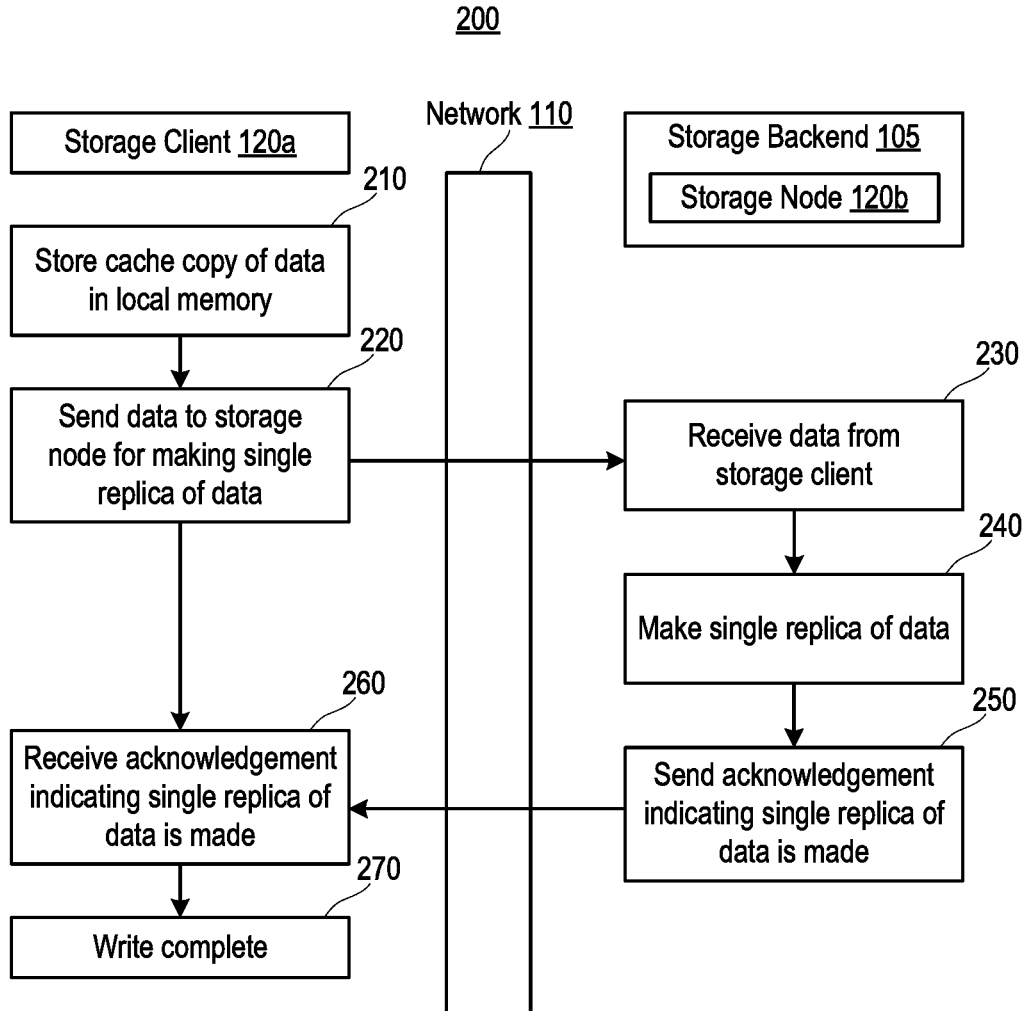 200
Network 110
Storage Client 120a
Storage Backend 105
Storage Node 120b
210
Store cache copy of data
in local memory
220
Send data to storage
node for making single
replica of data
230
Receive data from
storage client
240
Make single replica of data
250
Send acknowledgement
indicating single replica of
data is made
260
Receive acknowledgement
indicating single replica of
data is made
270
Write complete